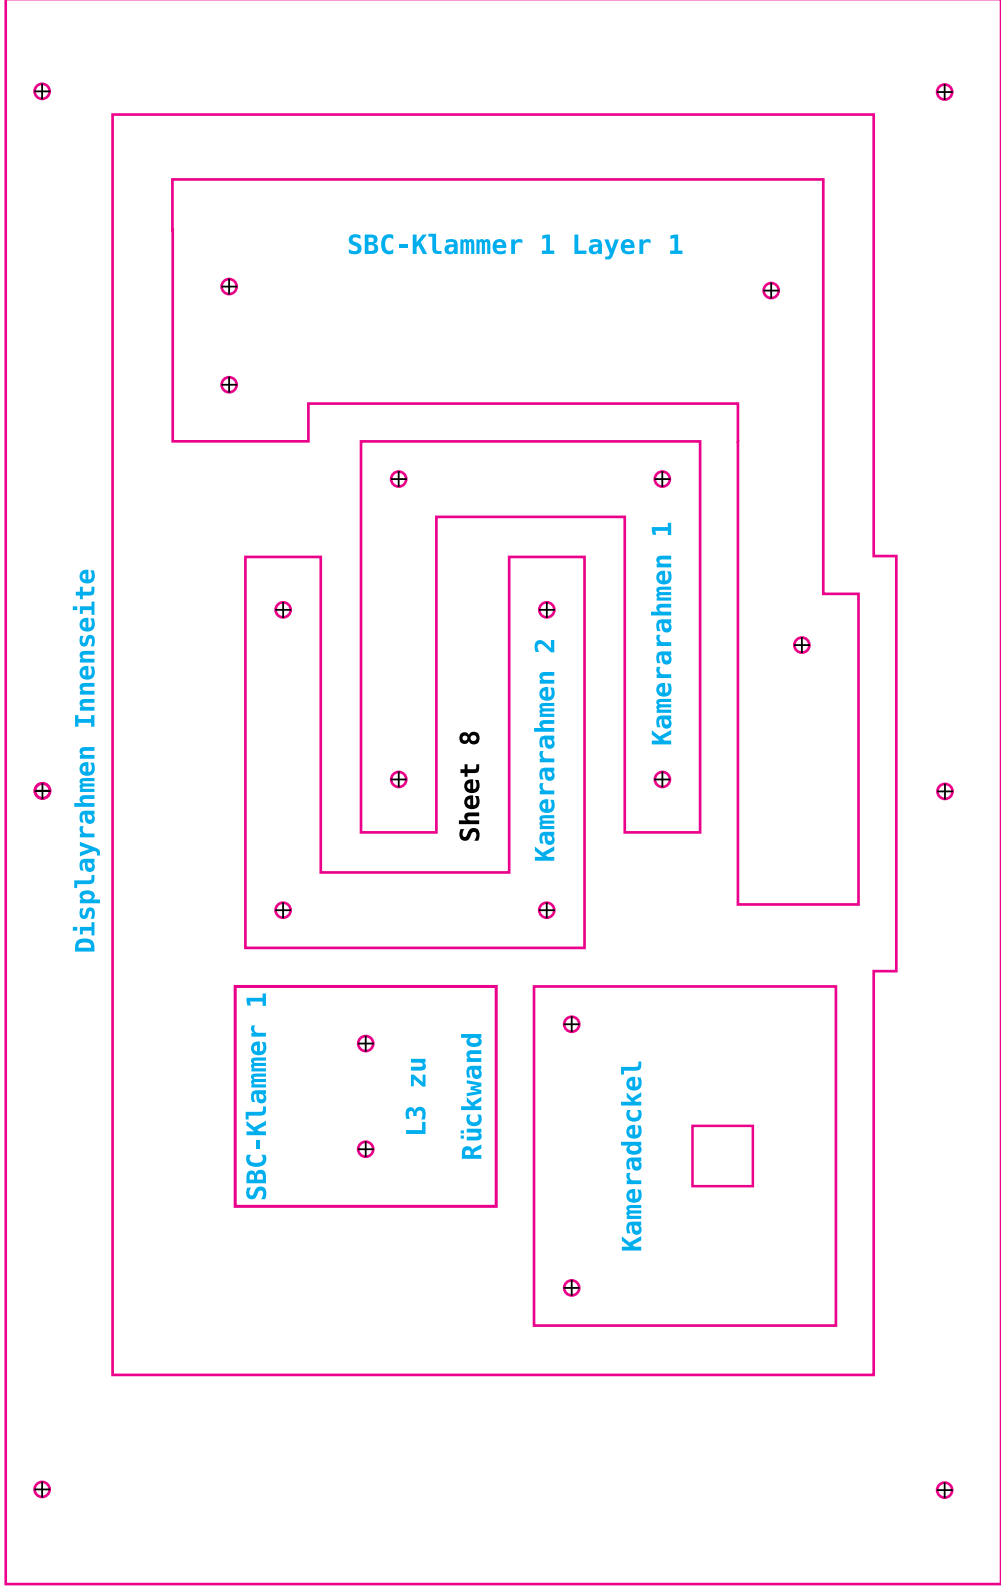 SBC-Klammer 1 Layer 1
Displayrahmen Innenseite
Sheet 8
Kamerarahmen 2
Kamerarahmen 1
SBC-Klammer 1
L3 zu
Rückwand
Kameradeckel